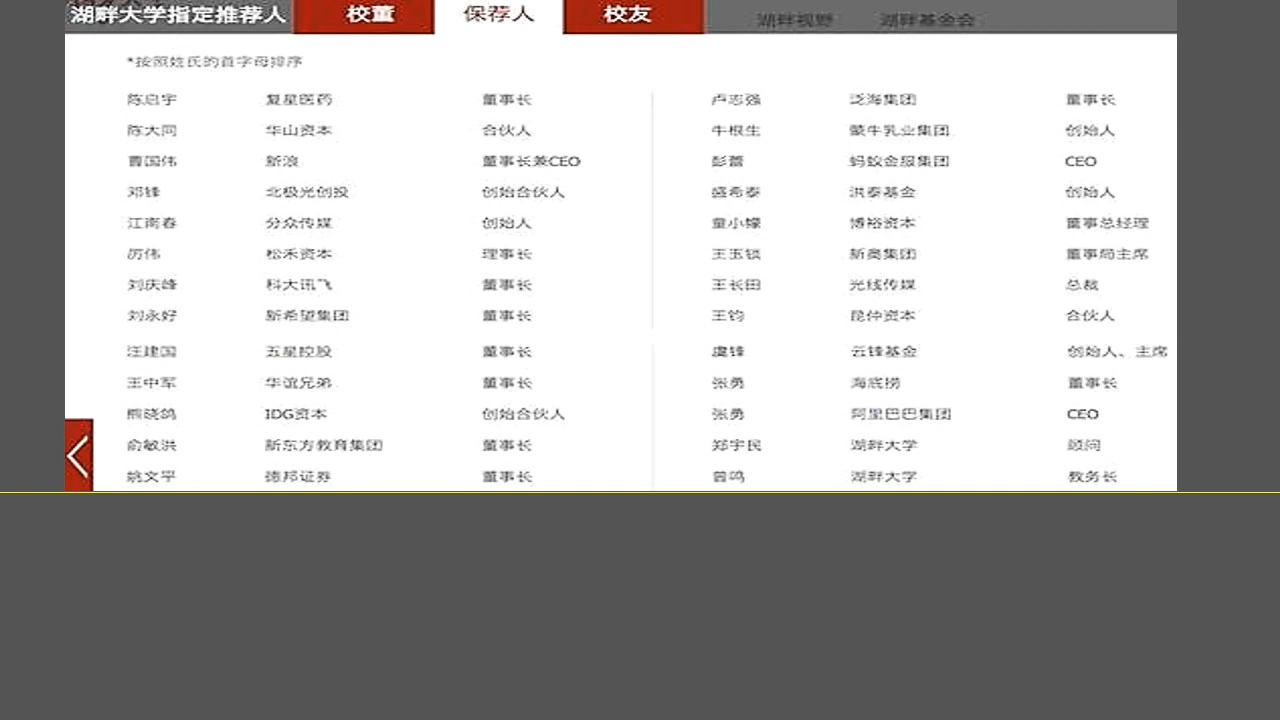 湖畔大学指定推荐人 校董 保荐人 校友 湖畔视野 湖畔基金会
*按照姓氏的首字母排序
陈启宇 复星医药 董事长 卢志强 泛海集团 董事长
陈大同 华山资本 合伙人 牛根生 蒙牛乳业集团 创始人
曹国伟 新浪 董事长兼CEO 彭蕾 蚂蚁金服集团 CEO
邓锋 北极光创投 创始合伙人 盛希泰 洪泰基金 创始人
江南春 分众传媒 创始人 童小幪 博裕资本 董事总经理
厉伟 松禾资本 理事长 王玉锁 新奥集团 董事局主席
刘庆峰 科大讯飞 董事长 王长田 光线传媒 总裁
刘永好 新希望集团 董事长 王钧 昆仲资本 合伙人
汪建国 五星控股 董事长 虞锋 云锋基金 创始人、主席
王中军 华谊兄弟 董事长 张勇 海底捞 董事长
熊晓鸽 IDG资本 创始合伙人 张勇 阿里巴巴集团 CEO
俞敏洪 新东方教育集团 董事长 郑宇民 湖畔大学 顾问
姚文平 德邦证券 董事长 曾鸣 湖畔大学 教务长